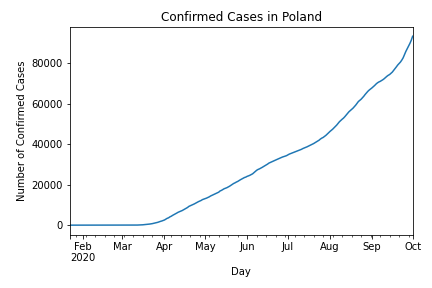 Confirmed Cases in Poland
Number of Confirmed Cases
80000
60000
40000
20000
0
Feb Mar Apr May Jun Jul Aug Sep Oct
2020
Day